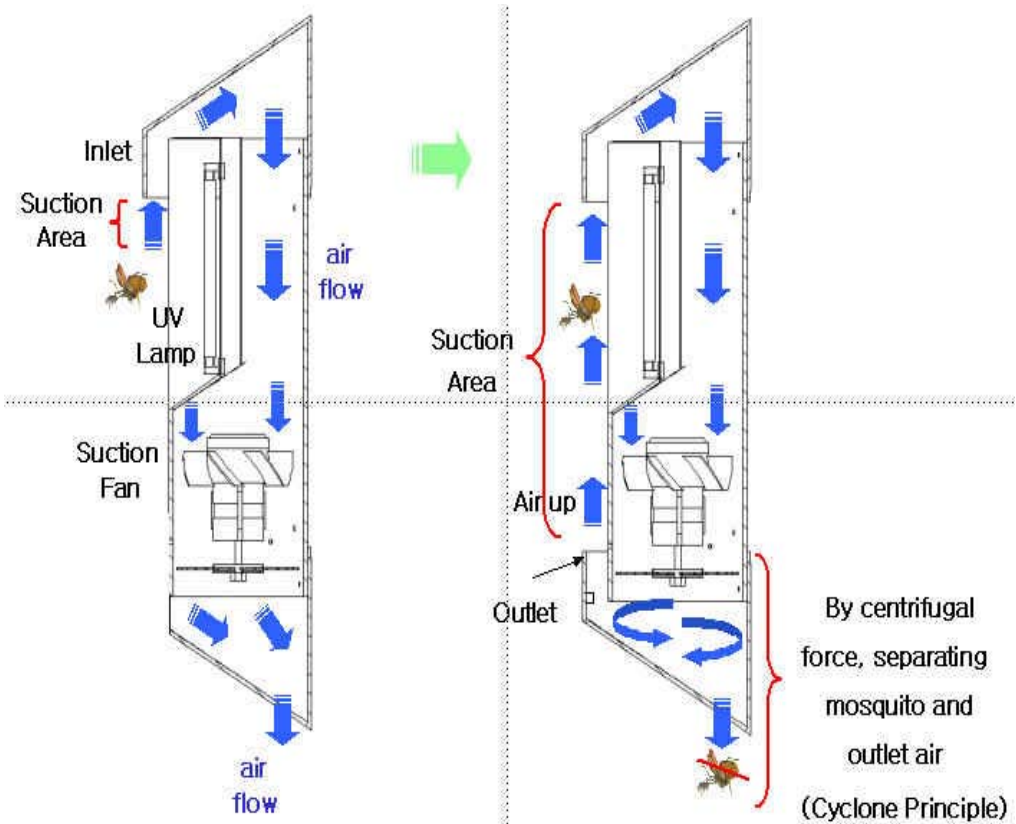 Inlet
Suction
Area
air
flow
UV
Lamp
Suction
Fan
air
flow
Suction
Area
Air up
Outlet
By centrifugal
force, separating
mosquito and
outlet air
(Cyclone Principle)